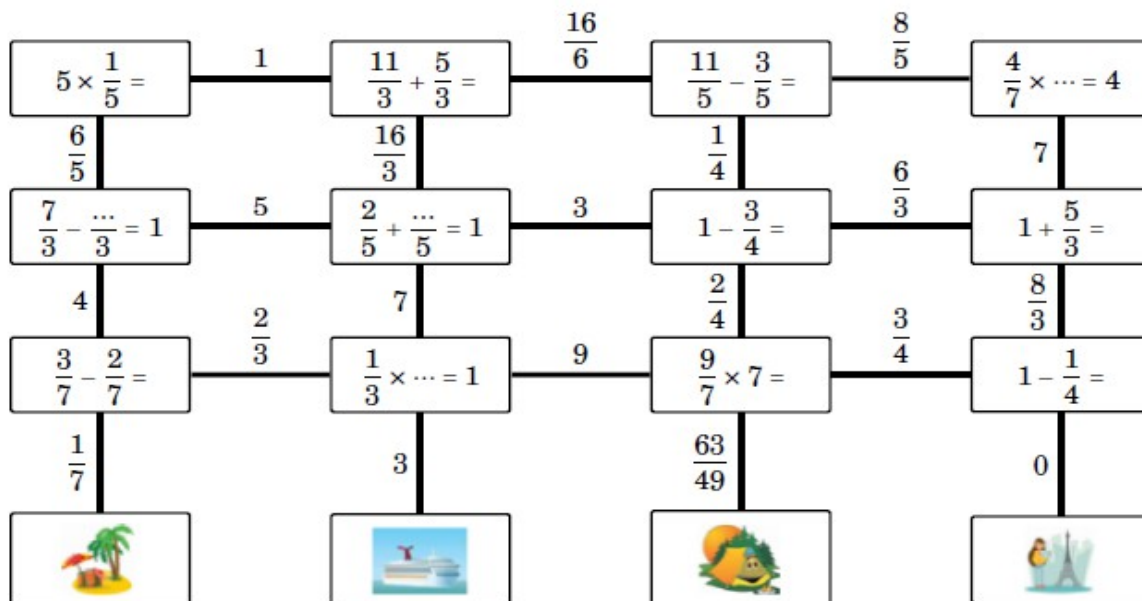 5 × 1/5 =   1   11/3 + 5/3 =   16/6   11/5 − 3/5 =   8/5   4/7 × ⋯ = 4
6/5   16/3   1/4   7
7/3 − .../3 = 1   5   2/5 + .../5 = 1   3   1 − 3/4 =   6/3   1 + 5/3 =
4   7   2/4   8/3
3/7 − 2/7 =   2/3   1/3 × ⋯ = 1   9   9/7 × 7 =   3/4   1 − 1/4 =
1/7   3   63/49   0